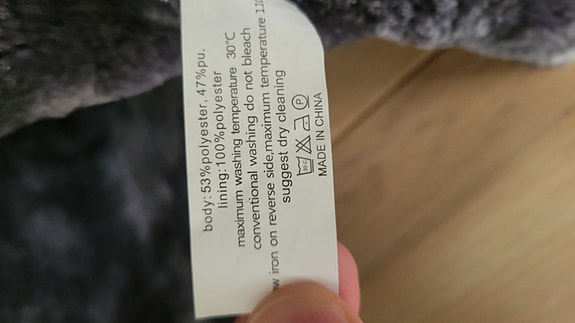 body:53%polyester, 47%pu,
lining:100%polyester
maximum washing temperature 30℃
conventional washing do not bleach
iron on reverse side,maximum temperature
suggest dry cleaning
30℃ P
MADE IN CHINA